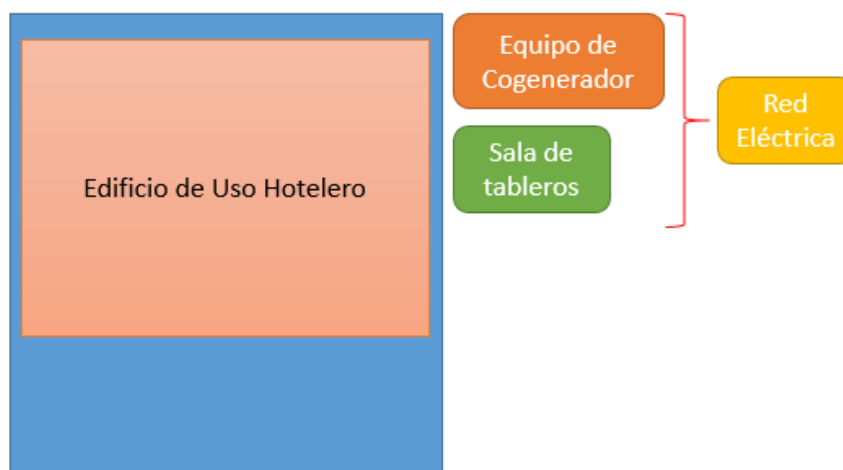 Edificio de Uso Hotelero
Equipo de
Cogenerador
Sala de
tableros
Red
Eléctrica